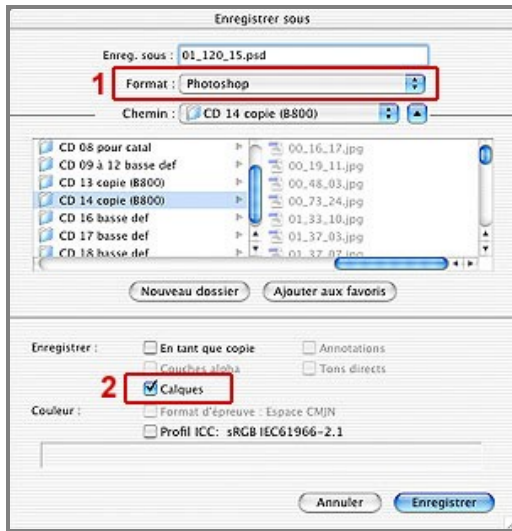 Enregistrer sous
Enreg. sous : 01_120_15.psd
1 Format : Photoshop
Chemin : CD 14 copie (B800)
CD 08 pour catal
CD 09 à 12 basse def
CD 13 copie (B800)
CD 14 copie (B800)
CD 16 basse def
CD 17 basse def
CD 18 basse def
00_16_17.jpg
00_19_11.jpg
00_48_03.jpg
00_73_24.jpg
01_33_10.jpg
01_37_03.jpg
01_37_07.jpg
Nouveau dossier Ajouter aux favoris
Enregistrer : En tant que copie Annotations
Couches alpha Tons directs
2 Calques
Couleur : Format d'épreuve : Espace CMJN
Profil ICC: sRGB IEC61966-2.1
Annuler Enregistrer